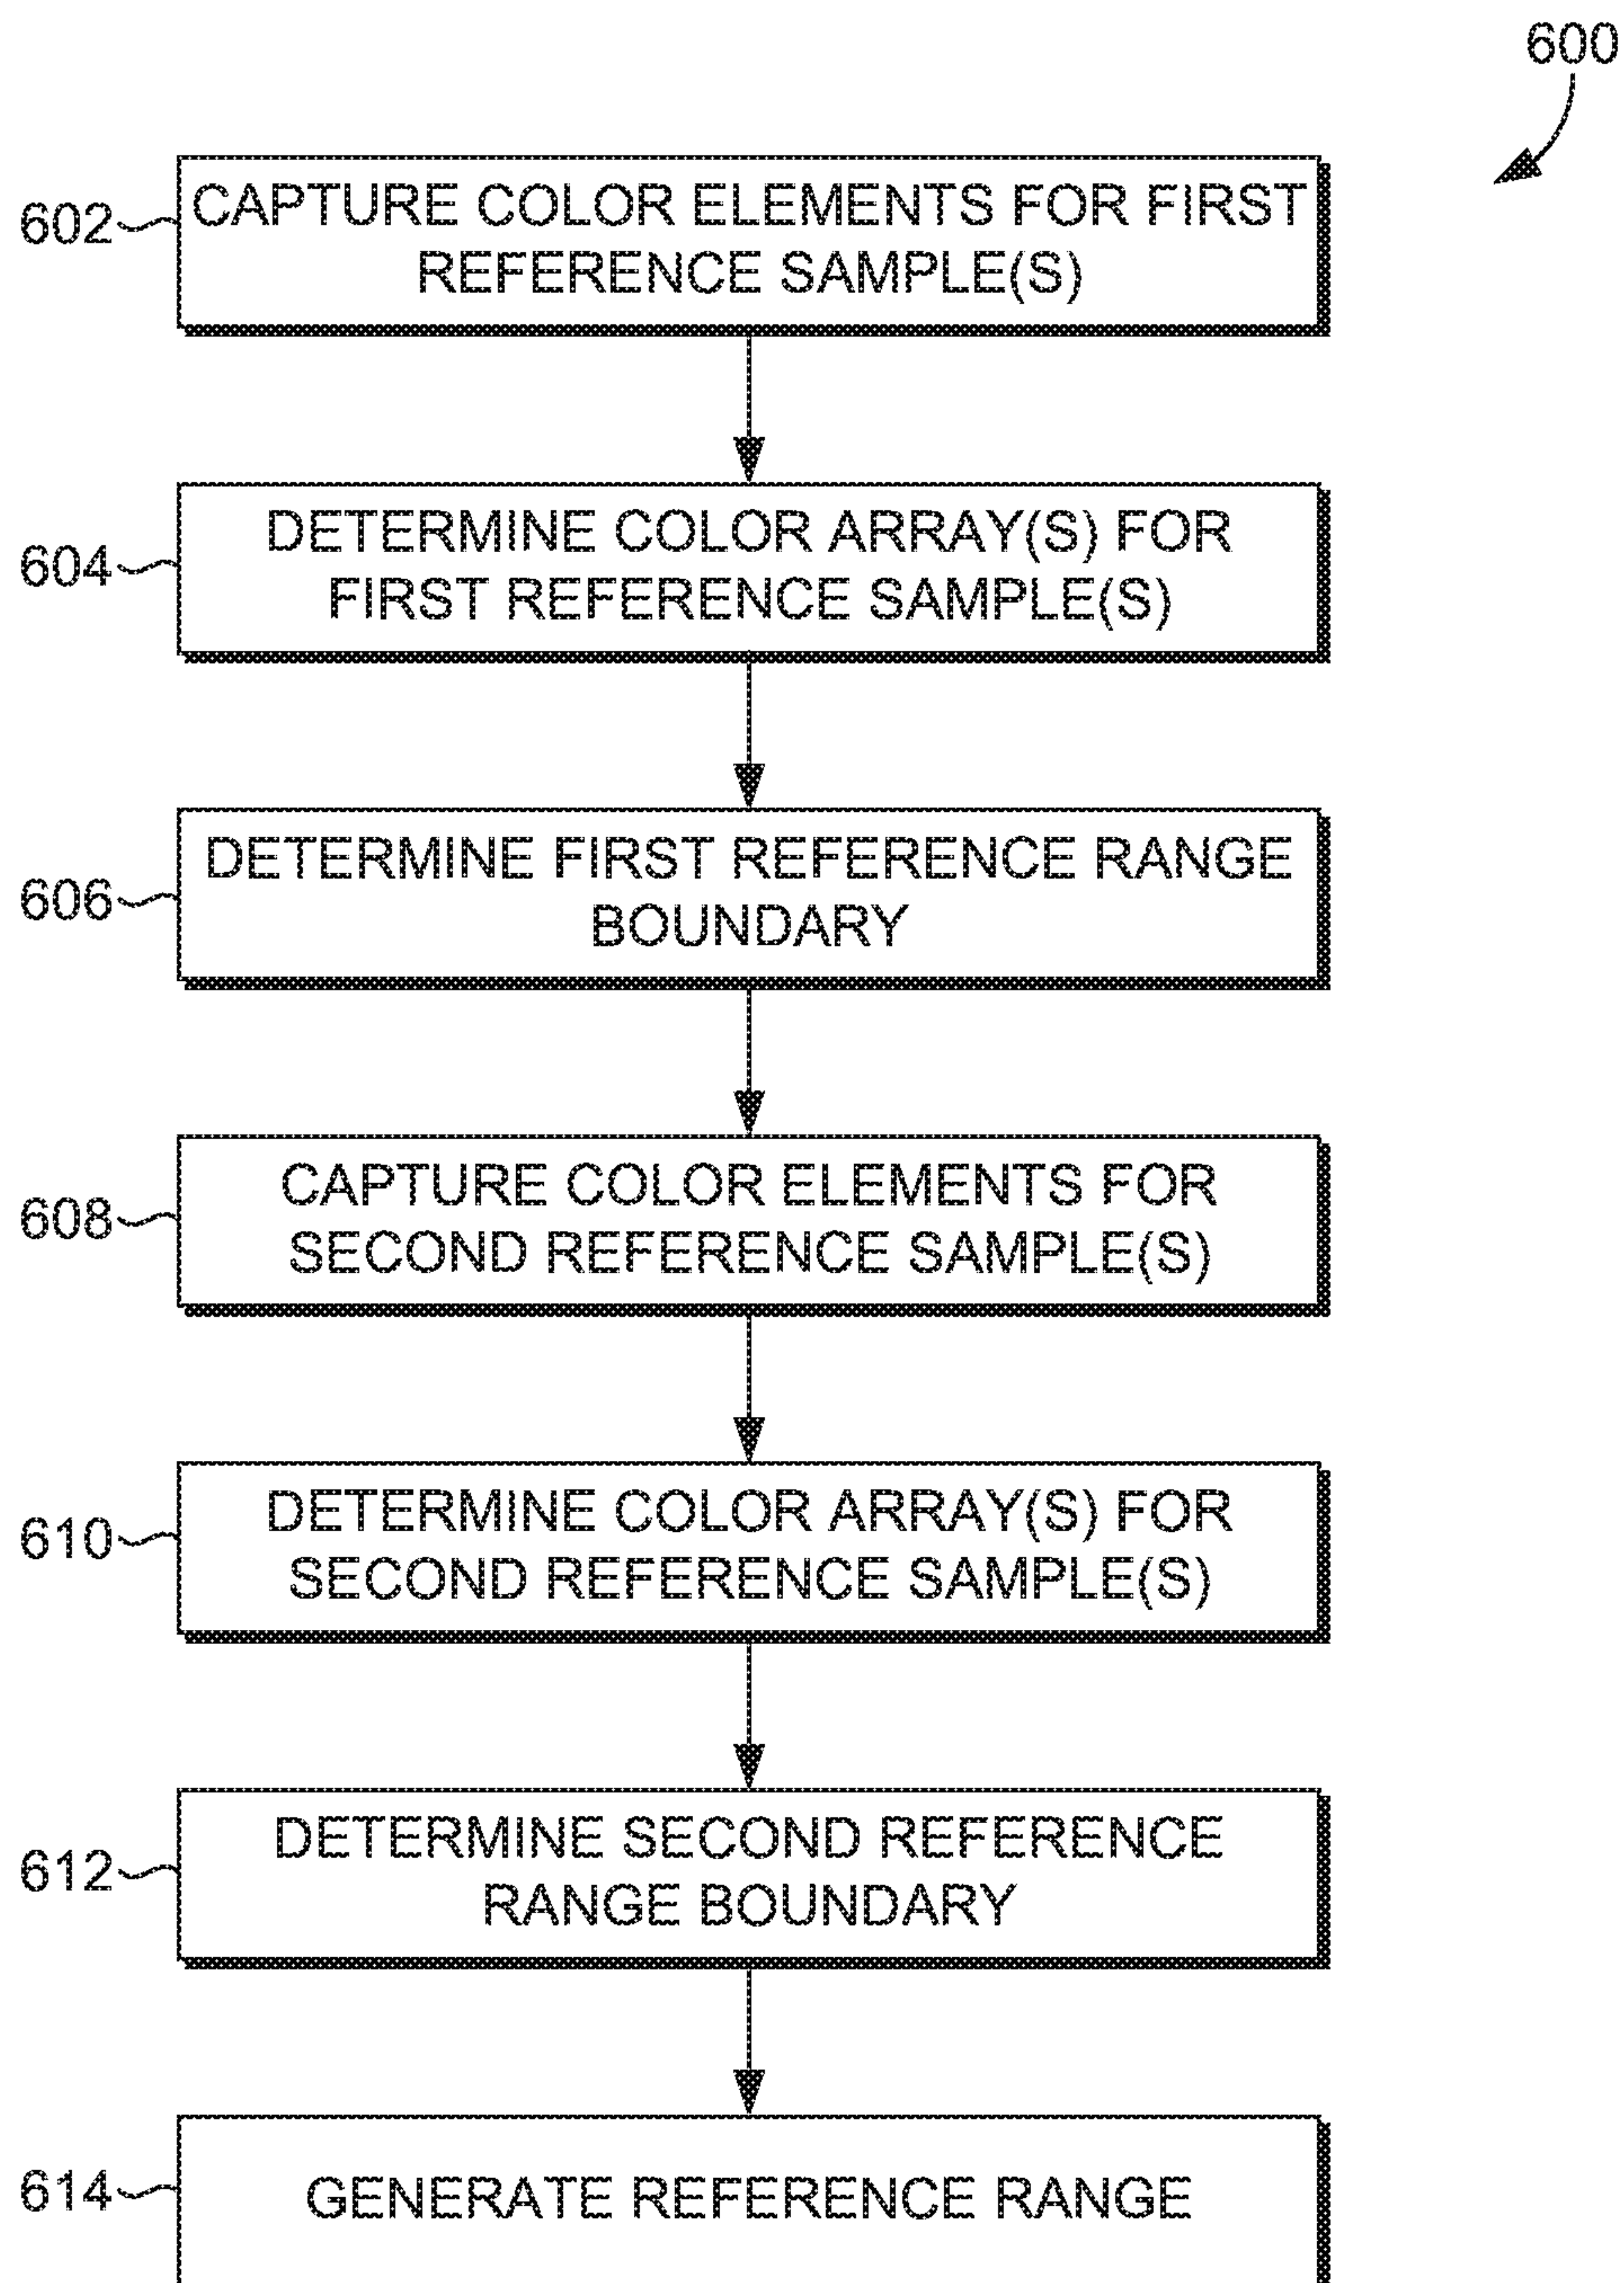 600
602
CAPTURE COLOR ELEMENTS FOR FIRST
REFERENCE SAMPLE(S)
604
DETERMINE COLOR ARRAY(S) FOR
FIRST REFERENCE SAMPLE(S)
606
DETERMINE FIRST REFERENCE RANGE
BOUNDARY
608
CAPTURE COLOR ELEMENTS FOR
SECOND REFERENCE SAMPLE(S)
610
DETERMINE COLOR ARRAY(S) FOR
SECOND REFERENCE SAMPLE(S)
612
DETERMINE SECOND REFERENCE
RANGE BOUNDARY
614
GENERATE REFERENCE RANGE